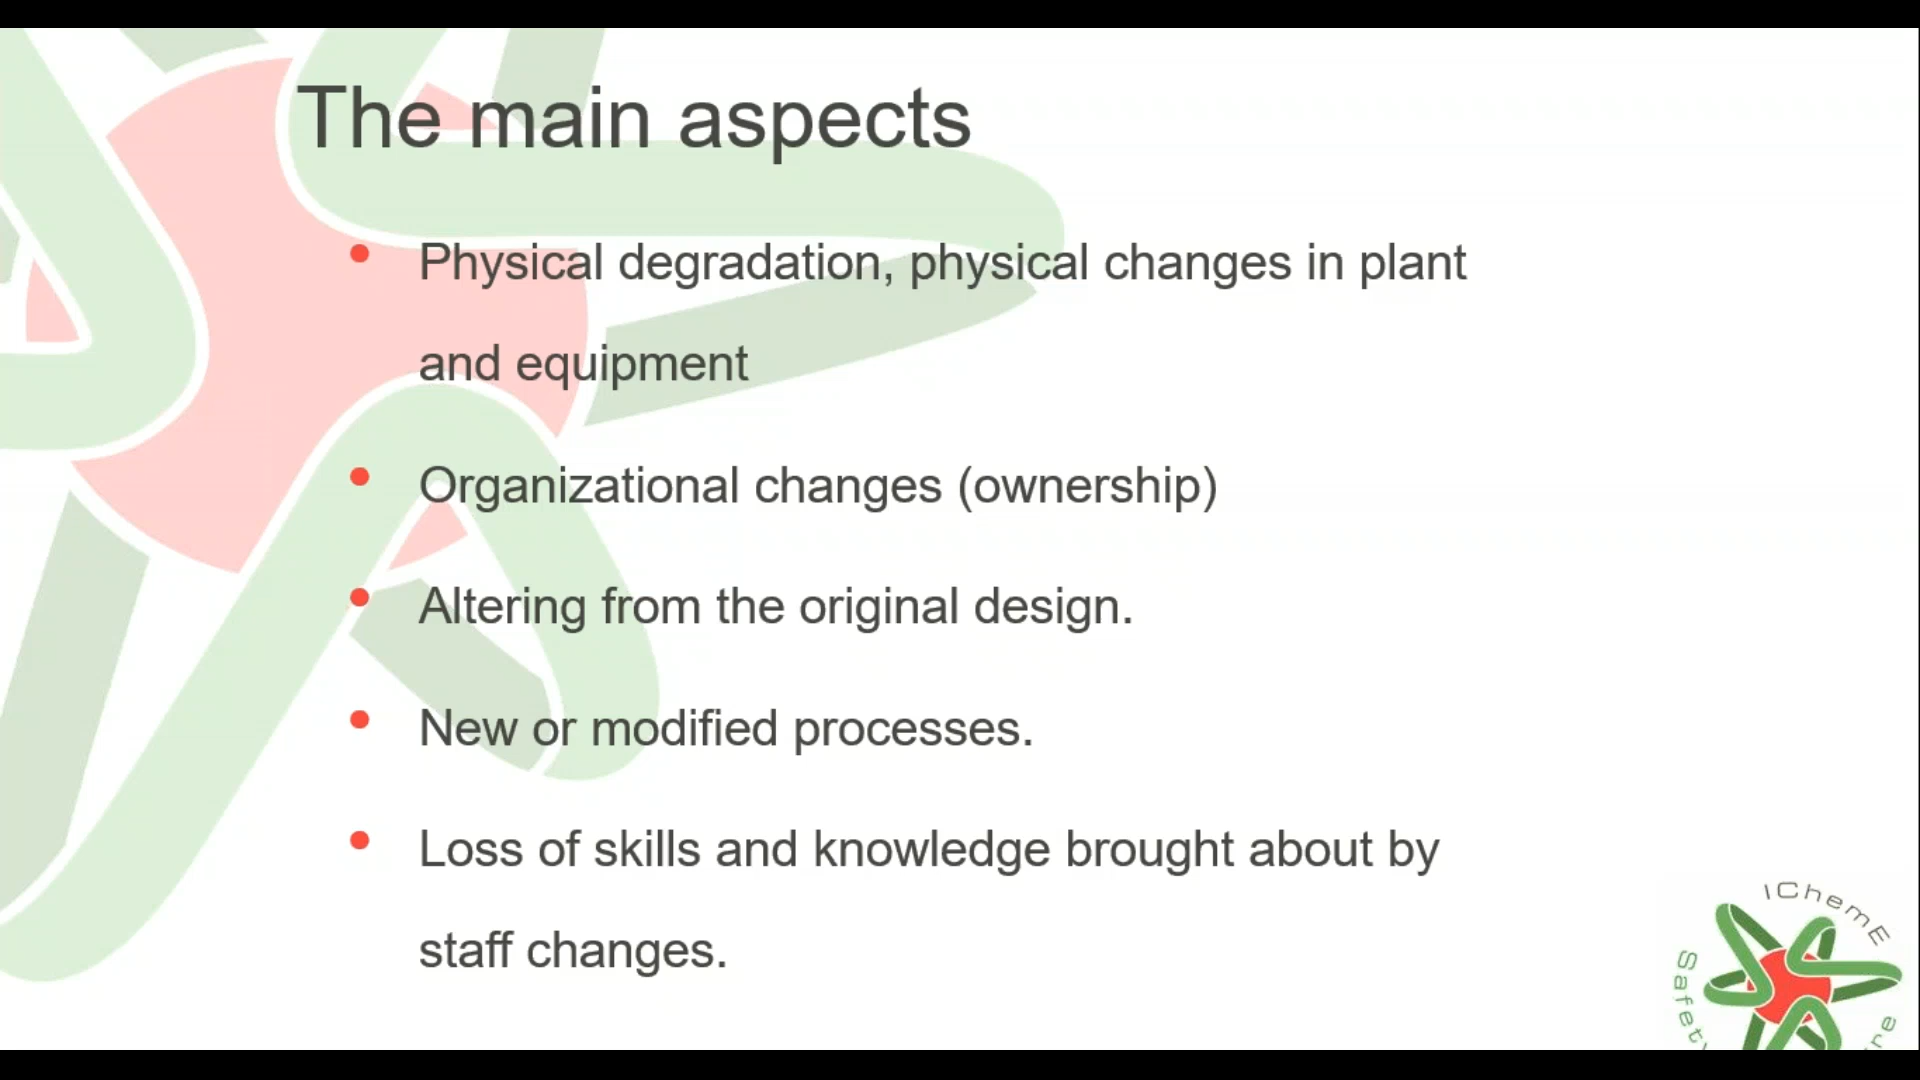 The main aspects
• Physical degradation, physical changes in plant
and equipment
• Organizational changes (ownership)
• Altering from the original design.
• New or modified processes.
• Loss of skills and knowledge brought about by
staff changes.
IChemE
Safety